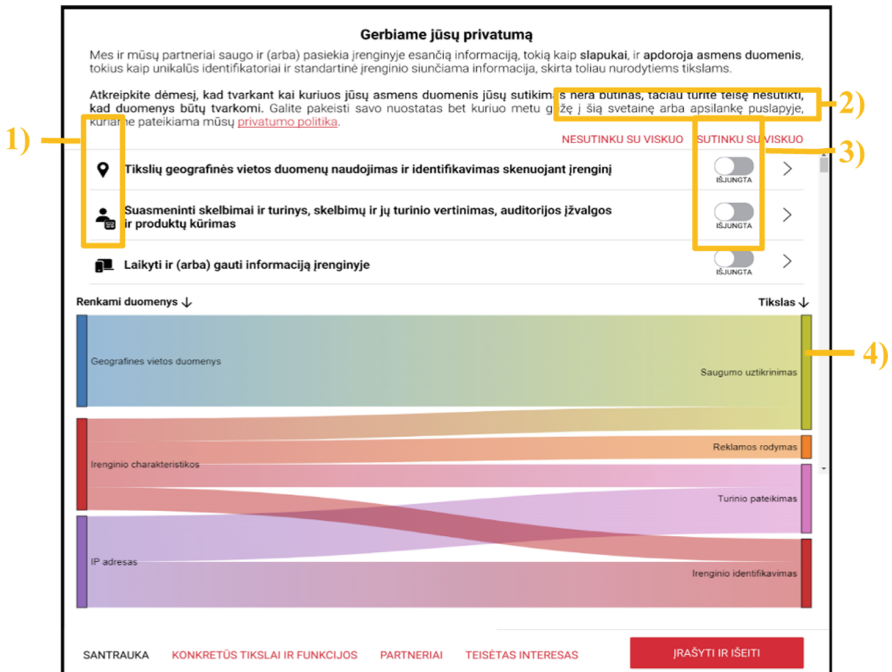 Gerbiame jūsų privatumą
Mes ir mūsų partneriai saugo ir (arba) pasiekia įrenginyje esančią informaciją, tokią kaip slapukai, ir apdoroja asmens duomenis,
tokius kaip unikalūs identifikatoriai ir standartinė įrenginio siunčiama informacija, skirta toliau nurodytiems tikslams.
Atkreipkite dėmesį, kad tvarkant kai kuriuos jūsų asmens duomenis jūsų sutikimas nėra būtinas, tačiau turite teisę nesutikti,
kad duomenys būtų tvarkomi. Galite pakeisti savo nuostatas bet kuriuo metu į šią svetainę arba apsilankę puslapyje,
kuriame pateikiama mūsų privatumo politika.
2)
1)
NESUTINKU SU VISKUO SUTINKU SU VISKUO
3)
Tikslių geografinės vietos duomenų naudojimas ir identifikavimas skenuojant įrenginį
IŠJUNGTA
Suasmeninti skelbimai ir turinys, skelbimų ir jų turinio vertinimas, auditorijos įžvalgos
ir produktų kūrimas
IŠJUNGTA
Laikyti ir (arba) gauti informaciją įrenginyje
IŠJUNGTA
Renkami duomenys ↓ Tikslas ↓
4)
Geografines vietos duomenys
Saugumo uztikrinimas
Reklamos rodymas
Irenginio charakteristikos
Turinio pateikimas
IP adresas
Irenginio identifikavimas
SANTRAUKA KONKRETŪS TIKSLAI IR FUNKCIJOS PARTNERIAI TEISĖTAS INTERESAS ĮRAŠYTI IR IŠEITI